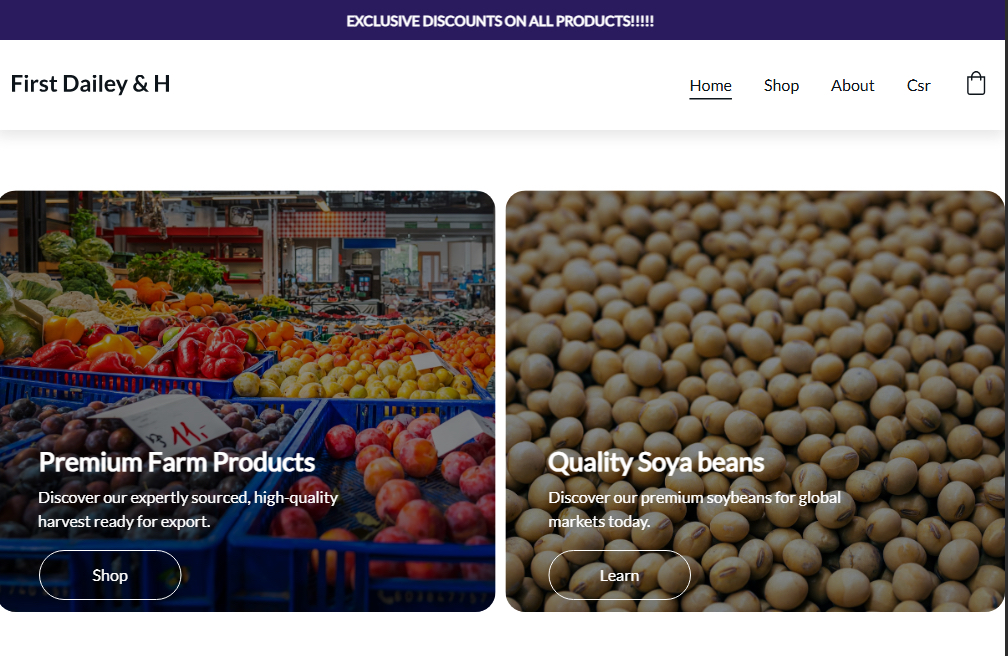 EXCLUSIVE DISCOUNTS ON ALL PRODUCTS!!!!!
First Dailey & H
Home
Shop
About
Csr
11.-
Premium Farm Products
Discover our expertly sourced, high-quality
harvest ready for export.
Shop
Quality Soya beans
Discover our premium soybeans for global
markets today.
Learn